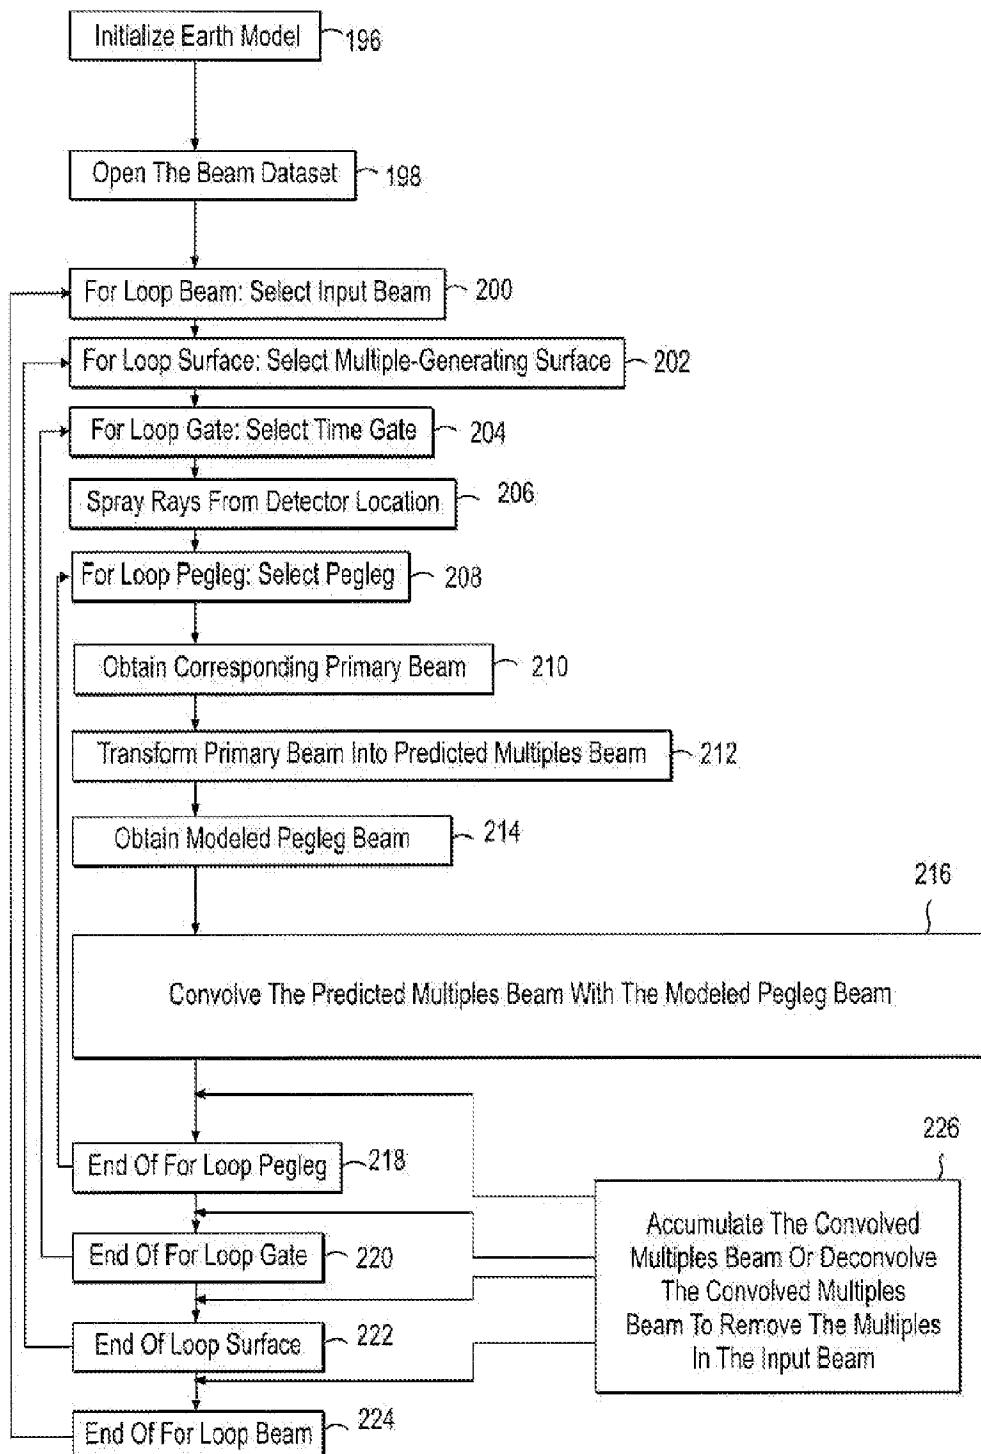 Initialize Earth Model
196
Open The Beam Dataset
198
For Loop Beam: Select Input Beam
200
For Loop Surface: Select Multiple-Generating Surface
202
For Loop Gate: Select Time Gate
204
Spray Rays From Detector Location
206
For Loop Pegleg: Select Pegleg
208
Obtain Corresponding Primary Beam
210
Transform Primary Beam Into Predicted Multiples Beam
212
Obtain Modeled Pegleg Beam
214
216
Convolve The Predicted Multiples Beam With The Modeled Pegleg Beam
End Of For Loop Pegleg
218
End Of For Loop Gate
220
End Of Loop Surface
222
End Of For Loop Beam
224
226
Accumulate The Convolved
Multiples Beam Or Deconvolve
The Convolved Multiples
Beam To Remove The Multiples
In The Input Beam